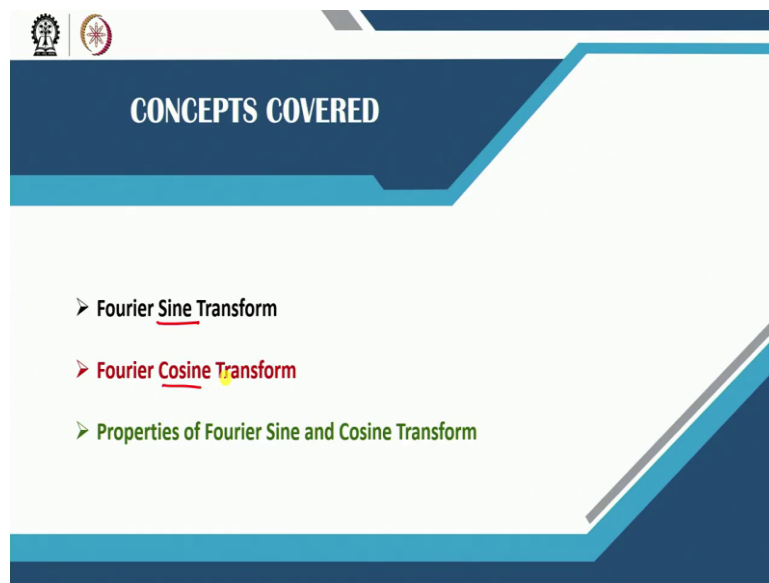 CONCEPTS COVERED
➢ Fourier Sine Transform
➢ Fourier Cosine Transform
➢ Properties of Fourier Sine and Cosine Transform